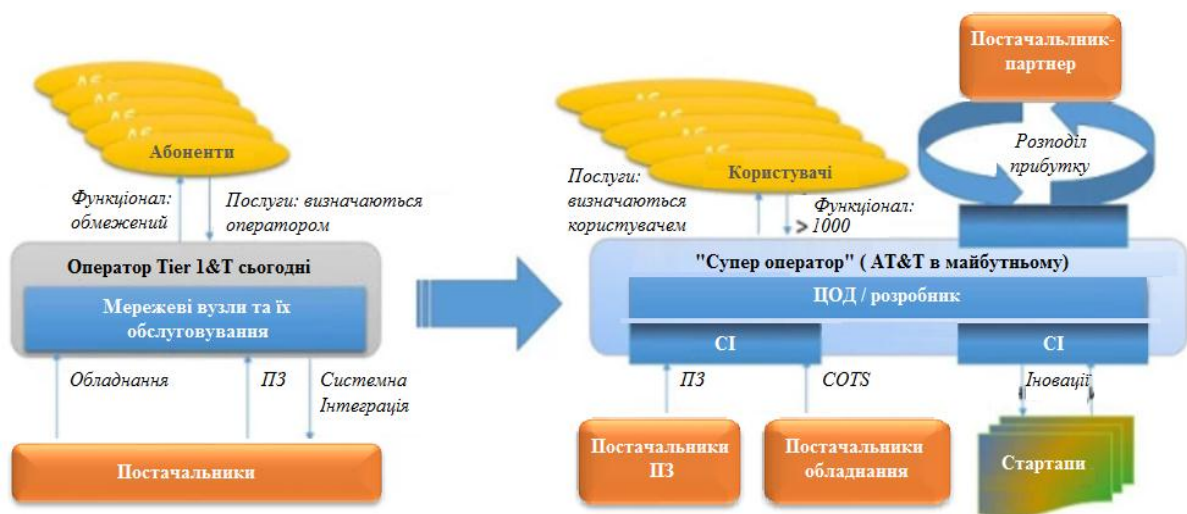 Абоненти
Функціонал:
обмежений
Послуги: визначаються
оператором
Оператор Tier 1&T сьогодні
Мережеві вузли та їх
обслуговування
Обладнання
ПЗ
Системна
Інтеграція
Постачальники
Постачальлник-
партнер
Розподіл
прибутку
Користувачі
Послуги:
визначаються
користувачем
Функціонал:
> 1000
"Супер оператор" ( AT&T в майбутньому)
ЦОД / розробник
СІ
СІ
ПЗ
COTS
Іновації
Постачальники
ПЗ
Постачальники
обладнання
Стартапи